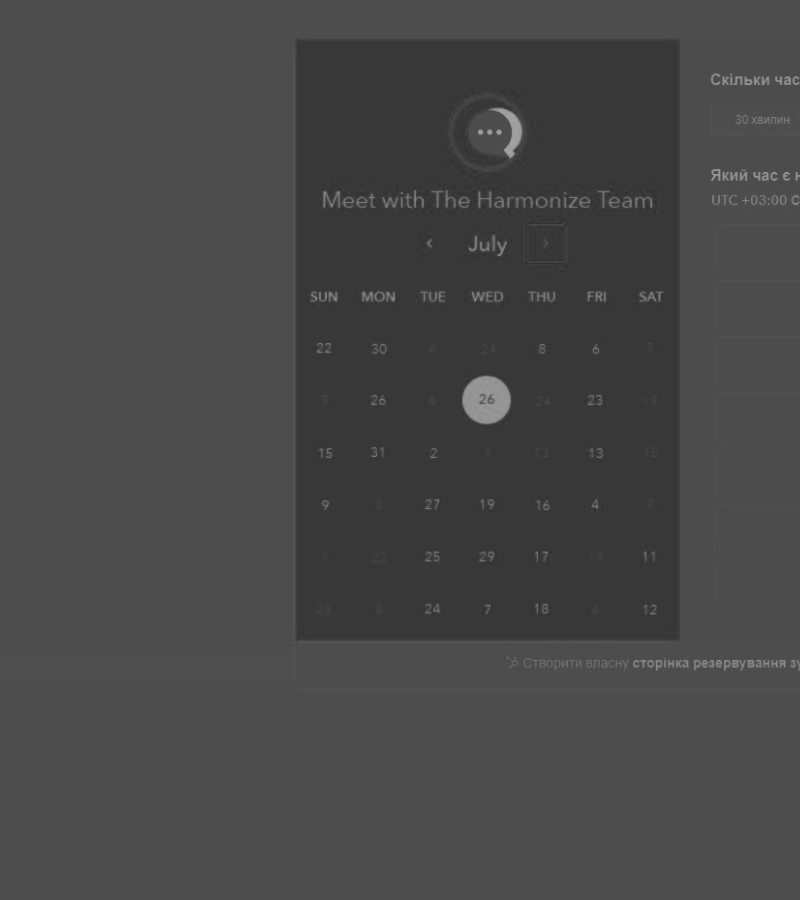 Meet with The Harmonize Team
July
SUN MON TUE WED THU FRI SAT
22 30 4 24 8 6 7
9 26 6 26 24 23 19
15 31 2 7 13 13 15
9 8 27 19 16 4 7
7 22 25 29 17 19 11
25 8 24 7 18 4 12
Скільки час
30 хвилин
Який час є н
UTC +03:00 С
Створити власну сторінка резервування зу